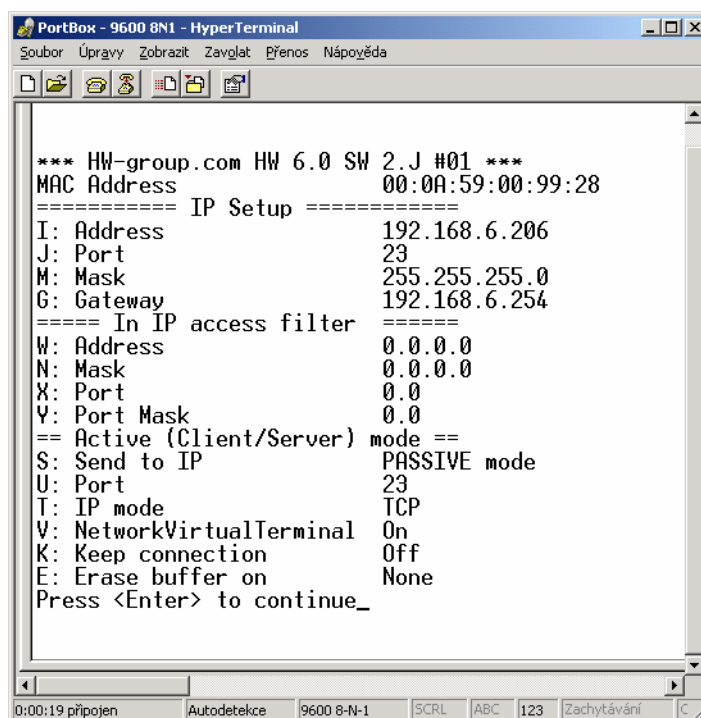 PortBox - 9600 8N1 - HyperTerminal
Soubor Úpravy Zobrazit Zavolat Přenos Nápověda
*** HW-group.com HW 6.0 SW 2.J #01 ***
MAC Address 00:0A:59:00:99:28
=========== IP Setup ============
I: Address 192.168.6.206
J: Port 23
M: Mask 255.255.255.0
G: Gateway 192.168.6.254
===== In IP access filter ======
W: Address 0.0.0.0
N: Mask 0.0.0.0
X: Port 0.0
Y: Port Mask 0.0
== Active (Client/Server) mode ==
S: Send to IP PASSIVE mode
U: Port 23
T: IP mode TCP
V: NetworkVirtualTerminal On
K: Keep connection Off
E: Erase buffer on None
Press <Enter> to continue_
0:00:19 připojen Autodetekce 9600 8-N-1 SCRL ABC 123 Zachytávání C